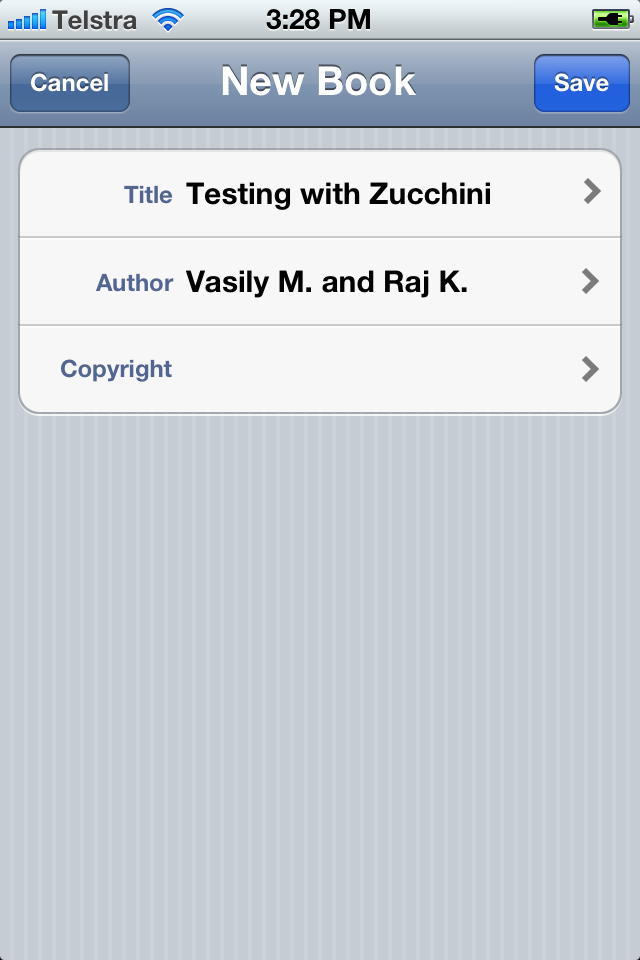 Telstra 3:28 PM
Cancel New Book Save
Title Testing with Zucchini
Author Vasily M. and Raj K.
Copyright